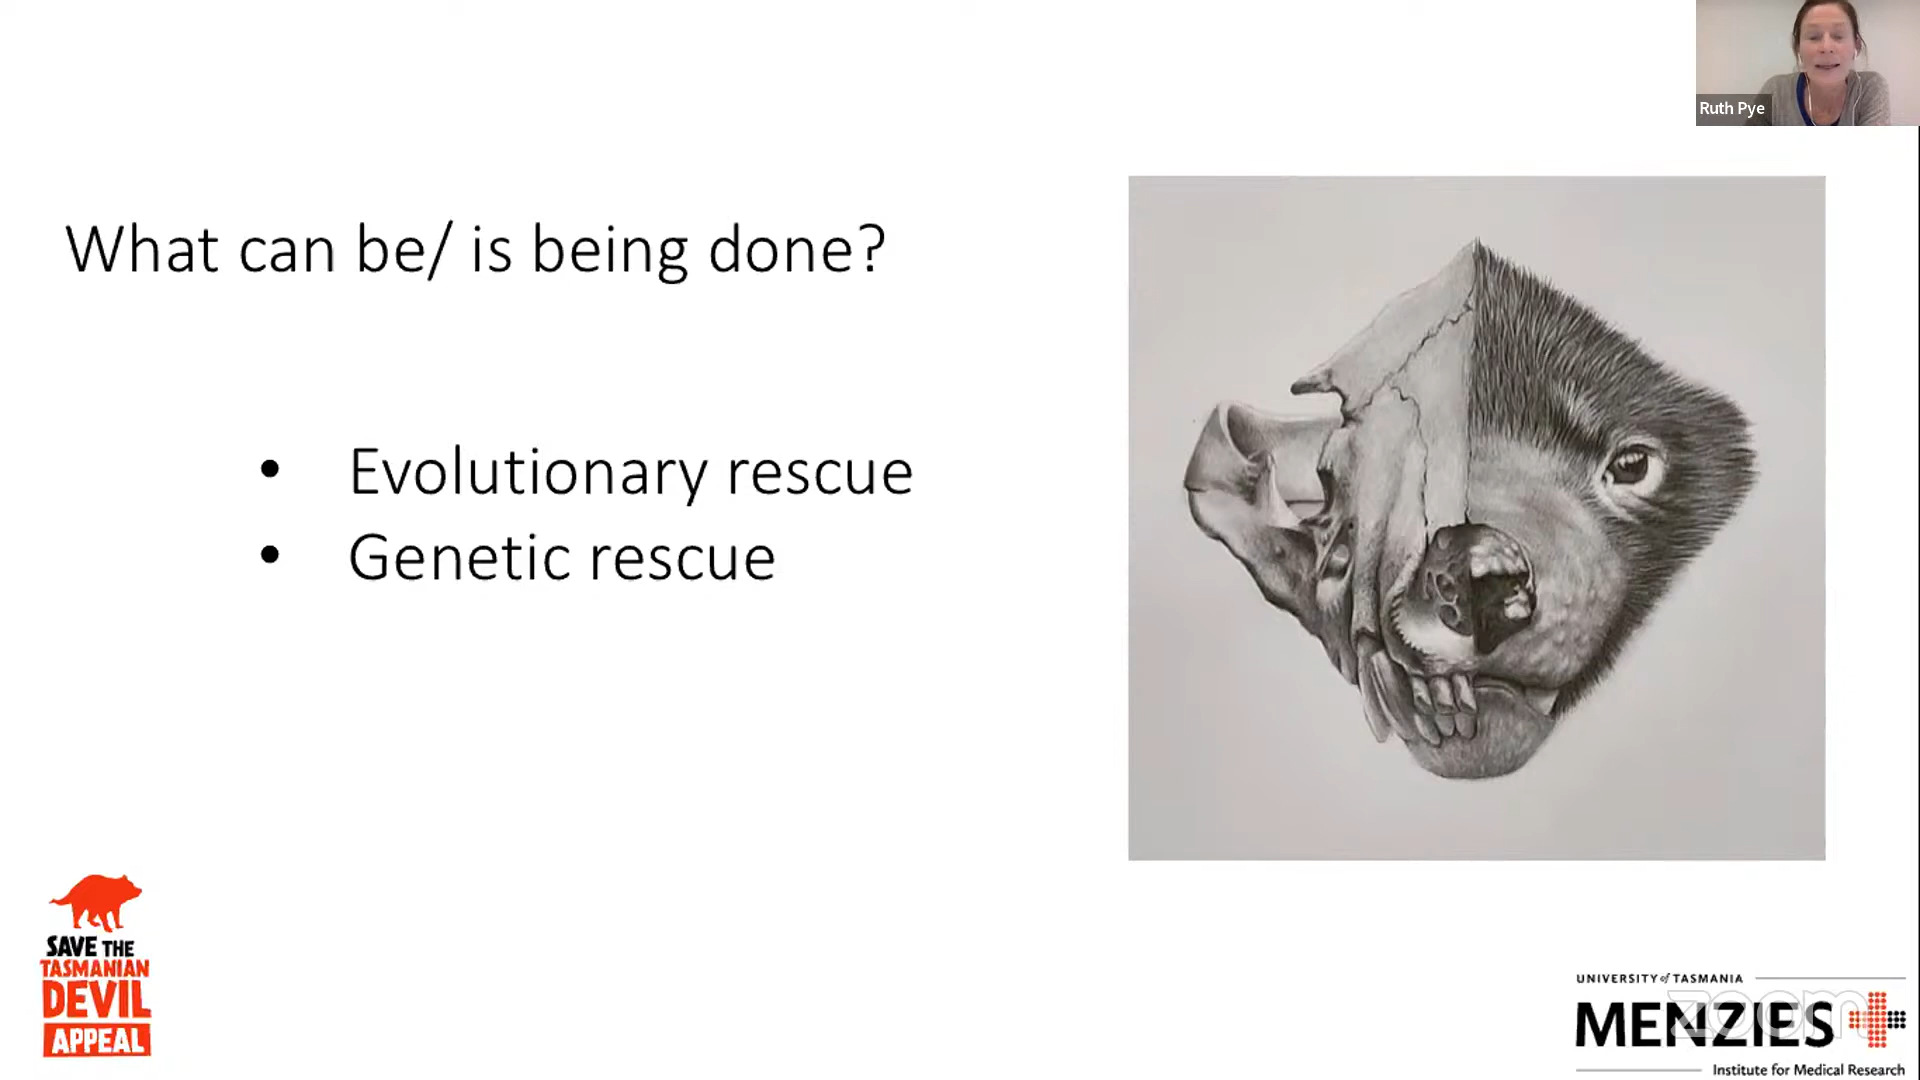 Ruth Pye
What can be/ is being done?
• Evolutionary rescue
• Genetic rescue
SAVE THE
TASMANIAN
DEVIL
APPEAL
UNIVERSITY of TASMANIA
MENZIES
zoom
Institute for Medical Research